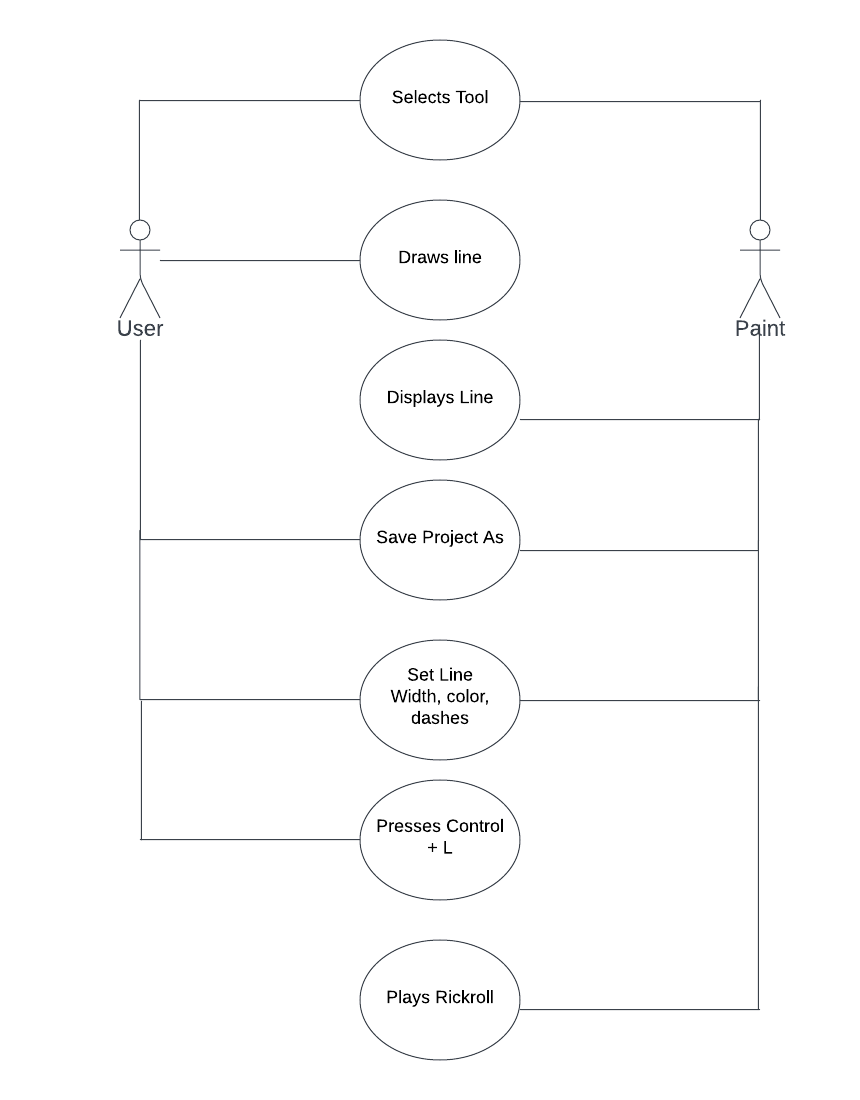 Selects Tool
Draws line
User
Paint
Displays Line
Save Project As
Set Line
Width, color,
dashes
Presses Control
+ L
Plays Rickroll